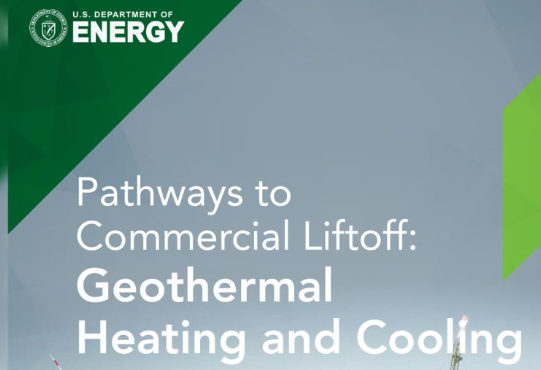 U.S. DEPARTMENT OF
ENERGY
Pathways to
Commercial Liftoff:
Geothermal
Heating and Cooling